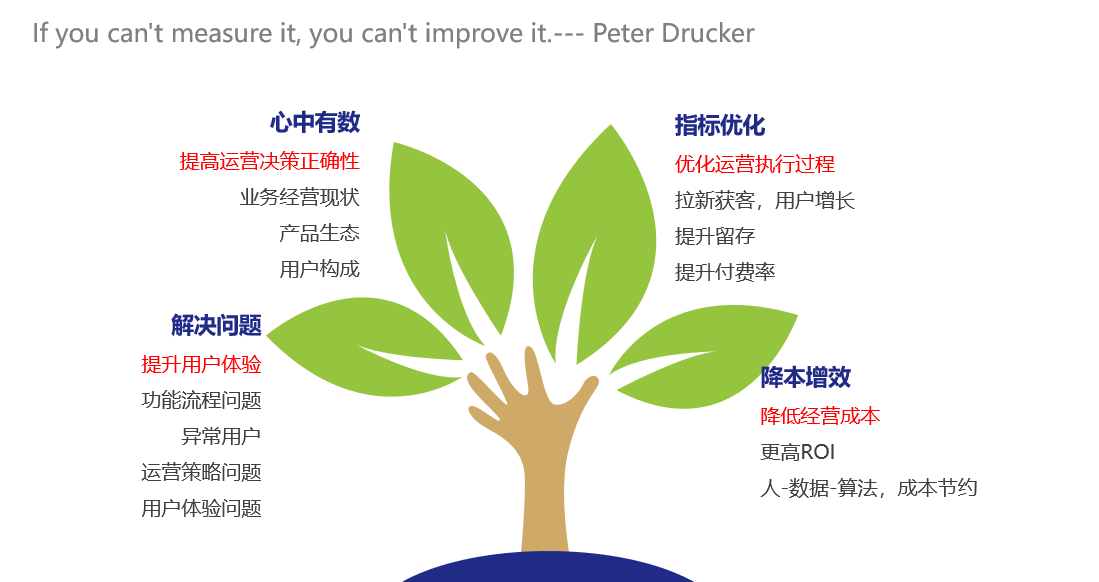 If you can't measure it, you can't improve it.--- Peter Drucker
心中有数
提高运营决策正确性
业务经营现状
产品生态
用户构成
指标优化
优化运营执行过程
拉新获客，用户增长
提升留存
提升付费率
解决问题
提升用户体验
功能流程问题
异常用户
运营策略问题
用户体验问题
降本增效
降低经营成本
更高ROI
人-数据-算法，成本节约